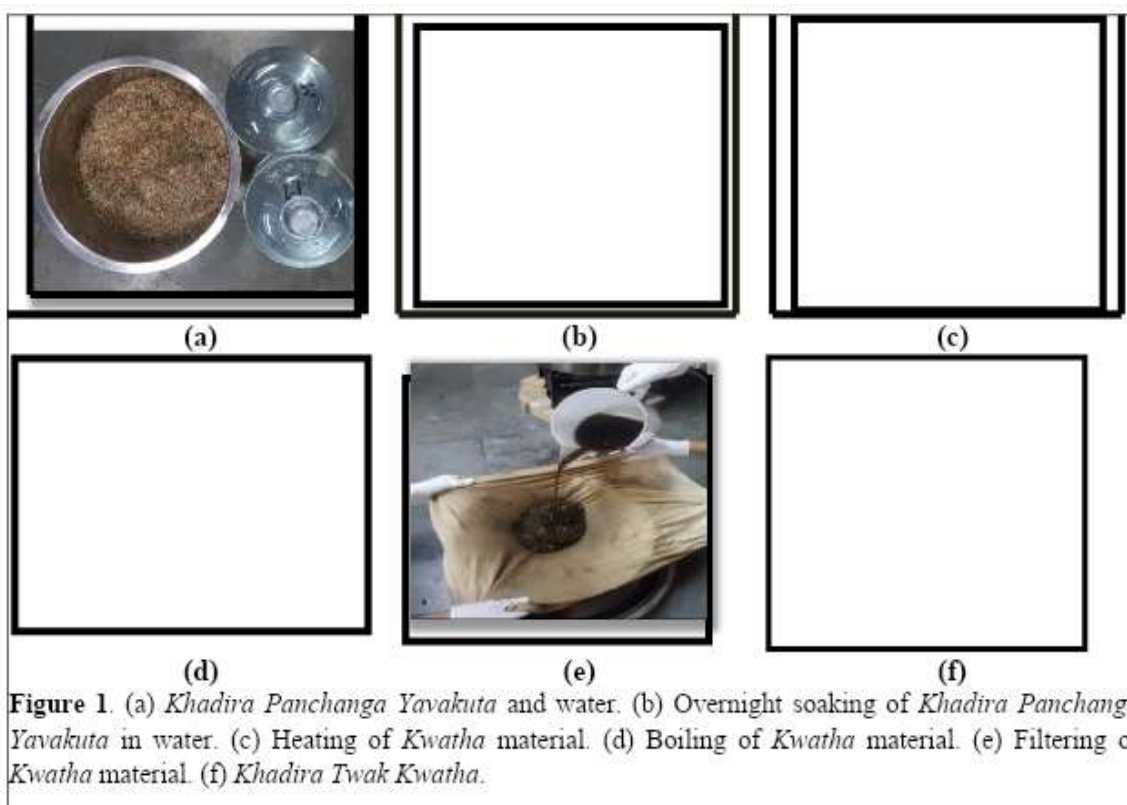 (a) (b) (c)
(d) (e) (f)
Figure 1. (a) Khadira Panchanga Yavakuta and water. (b) Overnight soaking of Khadira Panchang
Yavakuta in water. (c) Heating of Kwatha material. (d) Boiling of Kwatha material. (e) Filtering o
Kwatha material. (f) Khadira Twak Kwatha.